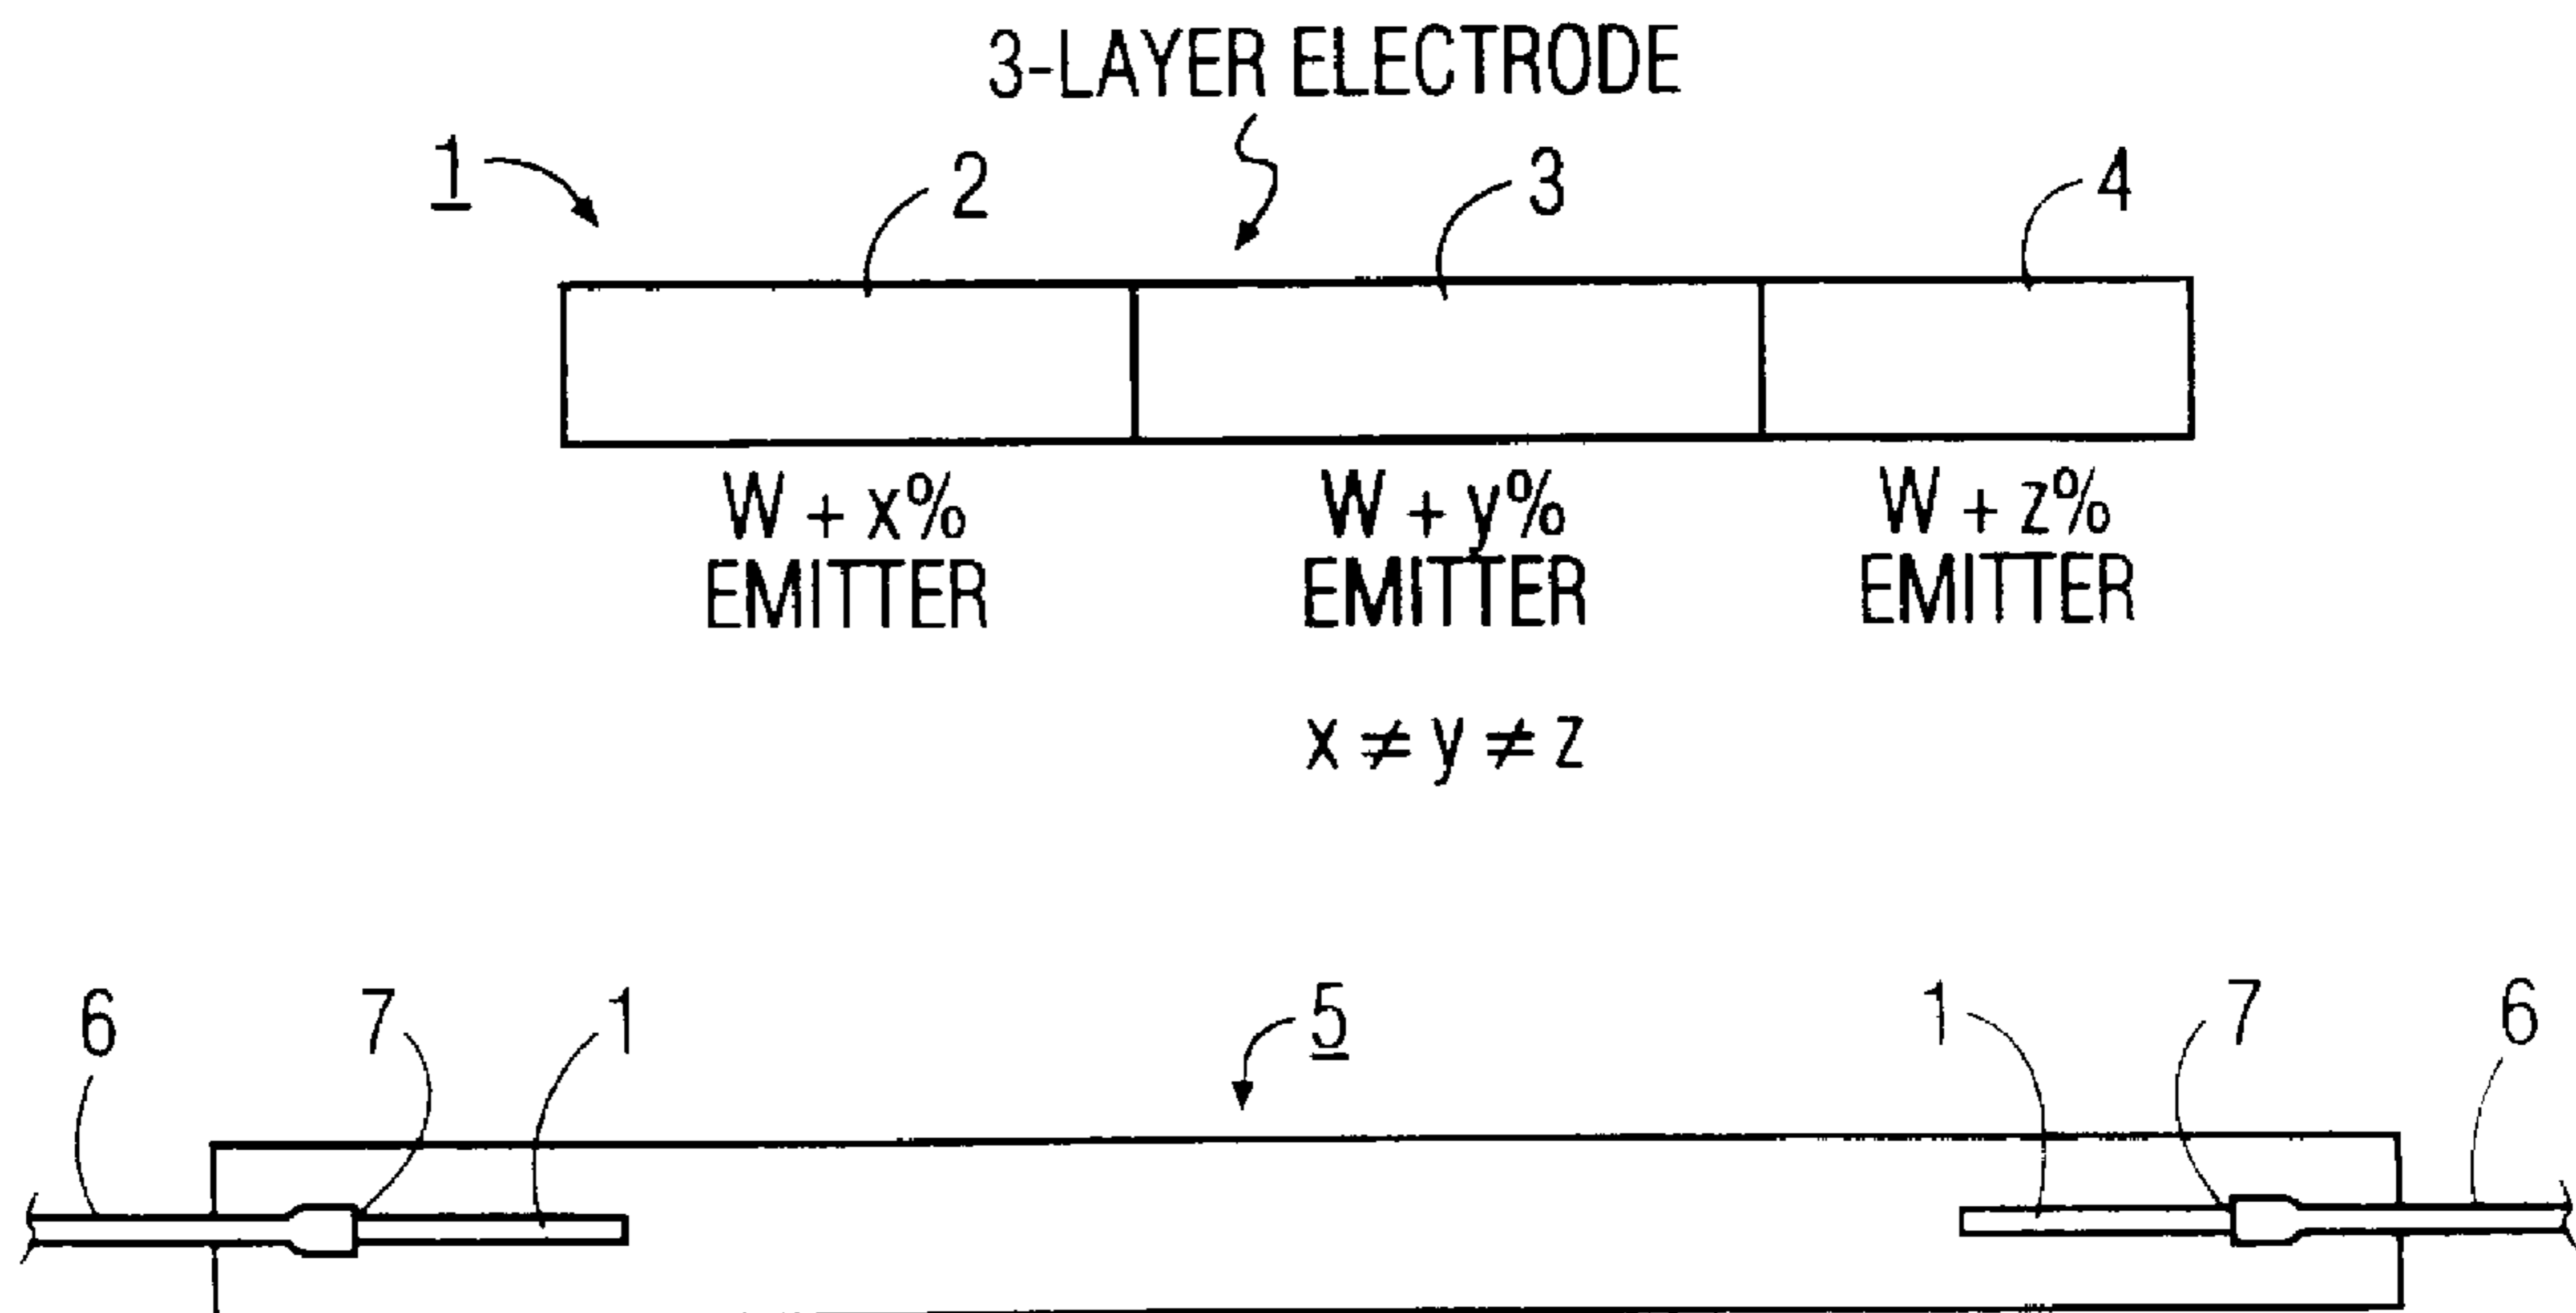 3-LAYER ELECTRODE
1 2 3 4
W + x% W + y% W + z%
EMITTER EMITTER EMITTER
x ≠ y ≠ z
6 7 1 5 1 7 6